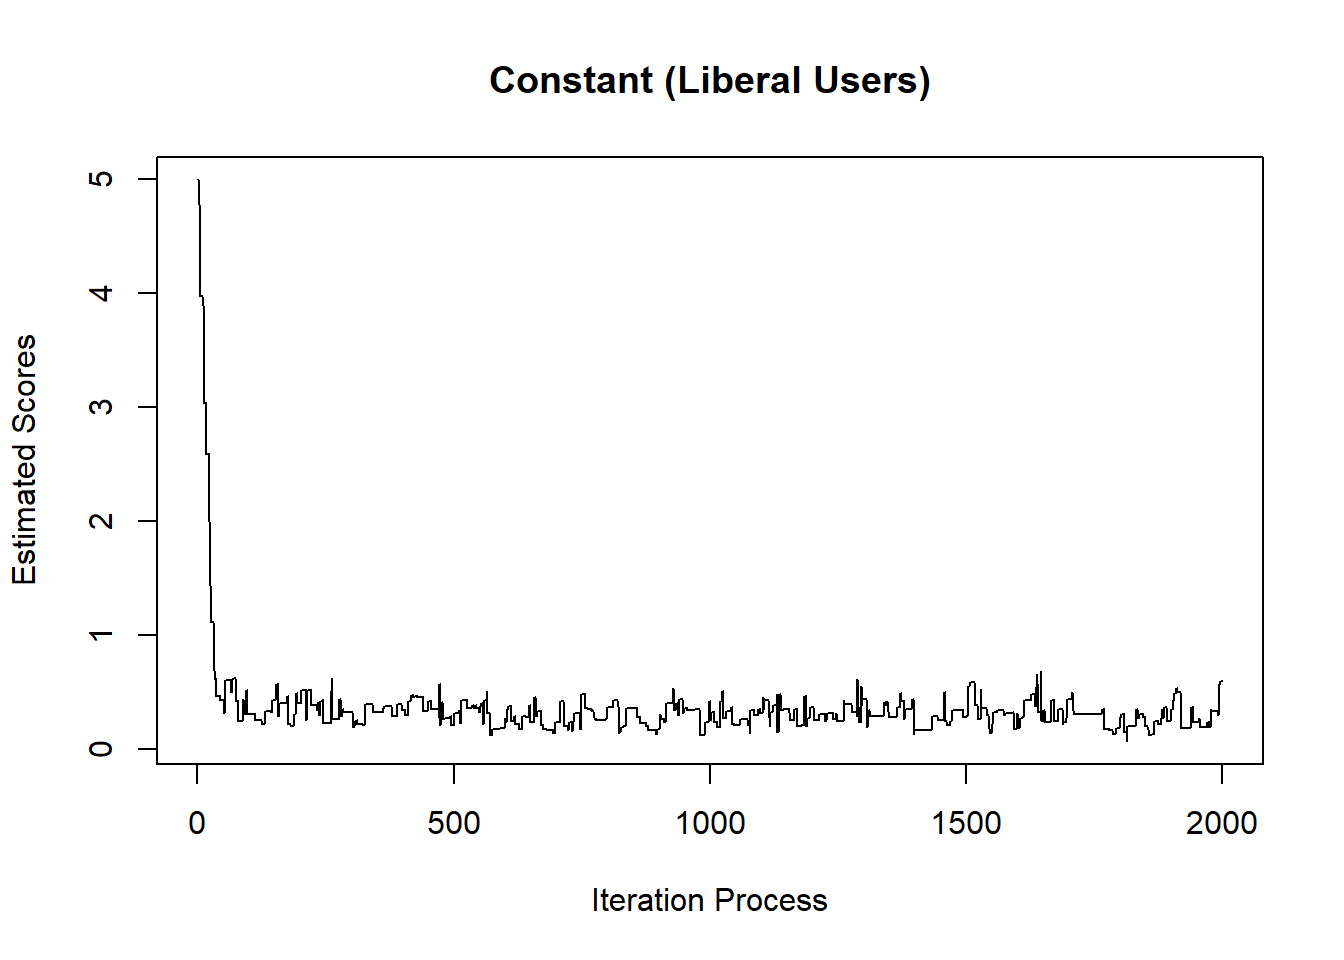 Constant (Liberal Users)
Estimated Scores
5
4
3
2
1
0
0 500 1000 1500 2000
Iteration Process